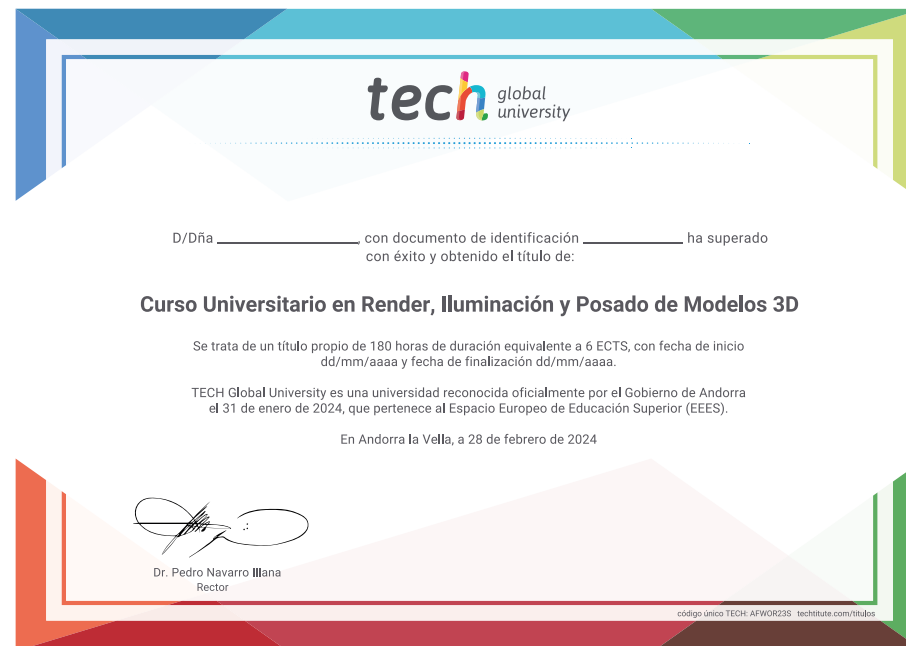 tech global
university
D/Dña ____________________, con documento de identificación ______________ ha superado
con éxito y obtenido el título de:
Curso Universitario en Render, Iluminación y Posado de Modelos 3D
Se trata de un título propio de 180 horas de duración equivalente a 6 ECTS, con fecha de inicio
dd/mm/aaaa y fecha de finalización dd/mm/aaaa.
TECH Global University es una universidad reconocida oficialmente por el Gobierno de Andorra
el 31 de enero de 2024, que pertenece al Espacio Europeo de Educación Superior (EEES).
En Andorra la Vella, a 28 de febrero de 2024
Dr. Pedro Navarro Illana
Rector
código único TECH: AFWOR23S techtitute.com/titulos